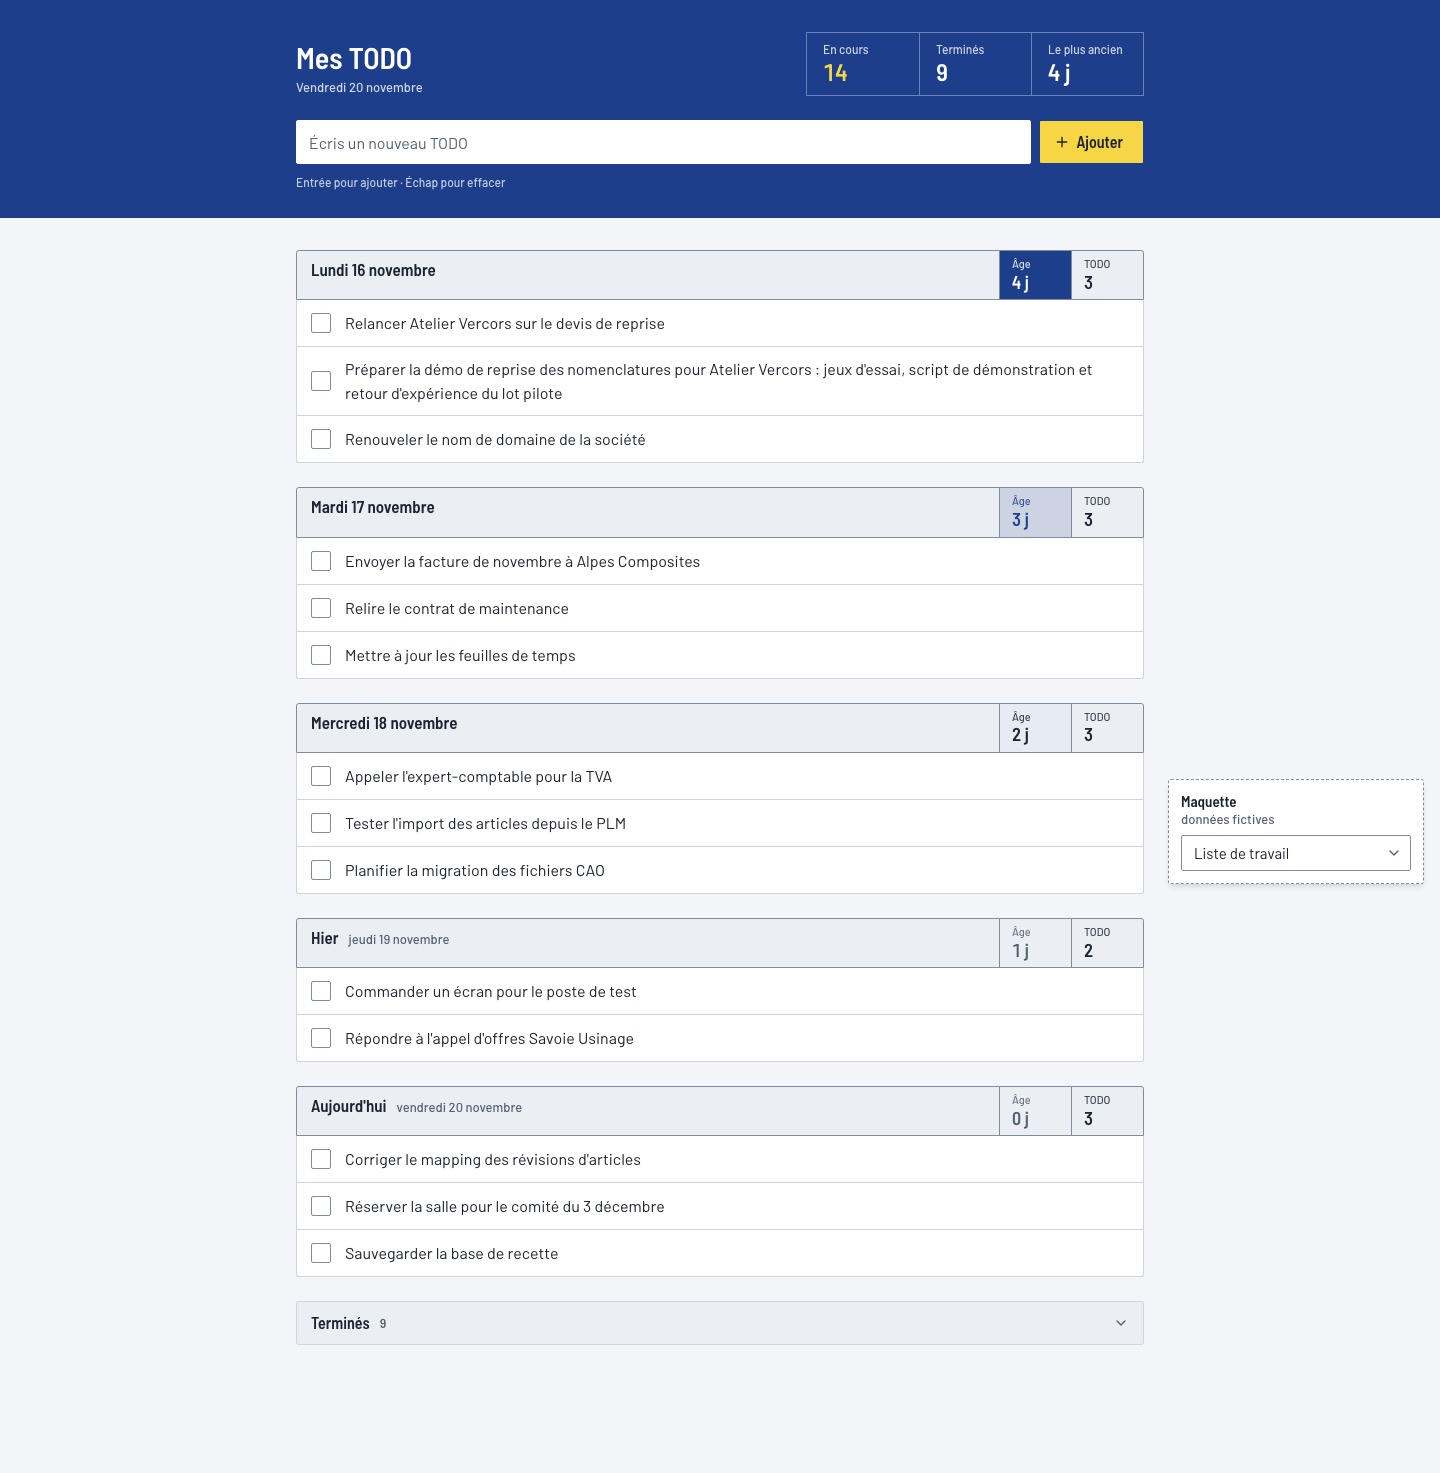 Mes TODO
Vendredi 20 novembre
En cours
14
Terminés
9
Le plus ancien
4 j
Écris un nouveau TODO
+ Ajouter
Entrée pour ajouter · Échap pour effacer
Lundi 16 novembre
Âge
4 j
TODO
3
Relancer Atelier Vercors sur le devis de reprise
Préparer la démo de reprise des nomenclatures pour Atelier Vercors : jeux d'essai, script de démonstration et
retour d'expérience du lot pilote
Renouveler le nom de domaine de la société
Mardi 17 novembre
Âge
3 j
TODO
3
Envoyer la facture de novembre à Alpes Composites
Relire le contrat de maintenance
Mettre à jour les feuilles de temps
Mercredi 18 novembre
Âge
2 j
TODO
3
Appeler l'expert-comptable pour la TVA
Tester l'import des articles depuis le PLM
Planifier la migration des fichiers CAO
Maquette
données fictives
Liste de travail
Hier jeudi 19 novembre
Âge
1 j
TODO
2
Commander un écran pour le poste de test
Répondre à l'appel d'offres Savoie Usinage
Aujourd'hui vendredi 20 novembre
Âge
0 j
TODO
3
Corriger le mapping des révisions d'articles
Réserver la salle pour le comité du 3 décembre
Sauvegarder la base de recette
Terminés 9